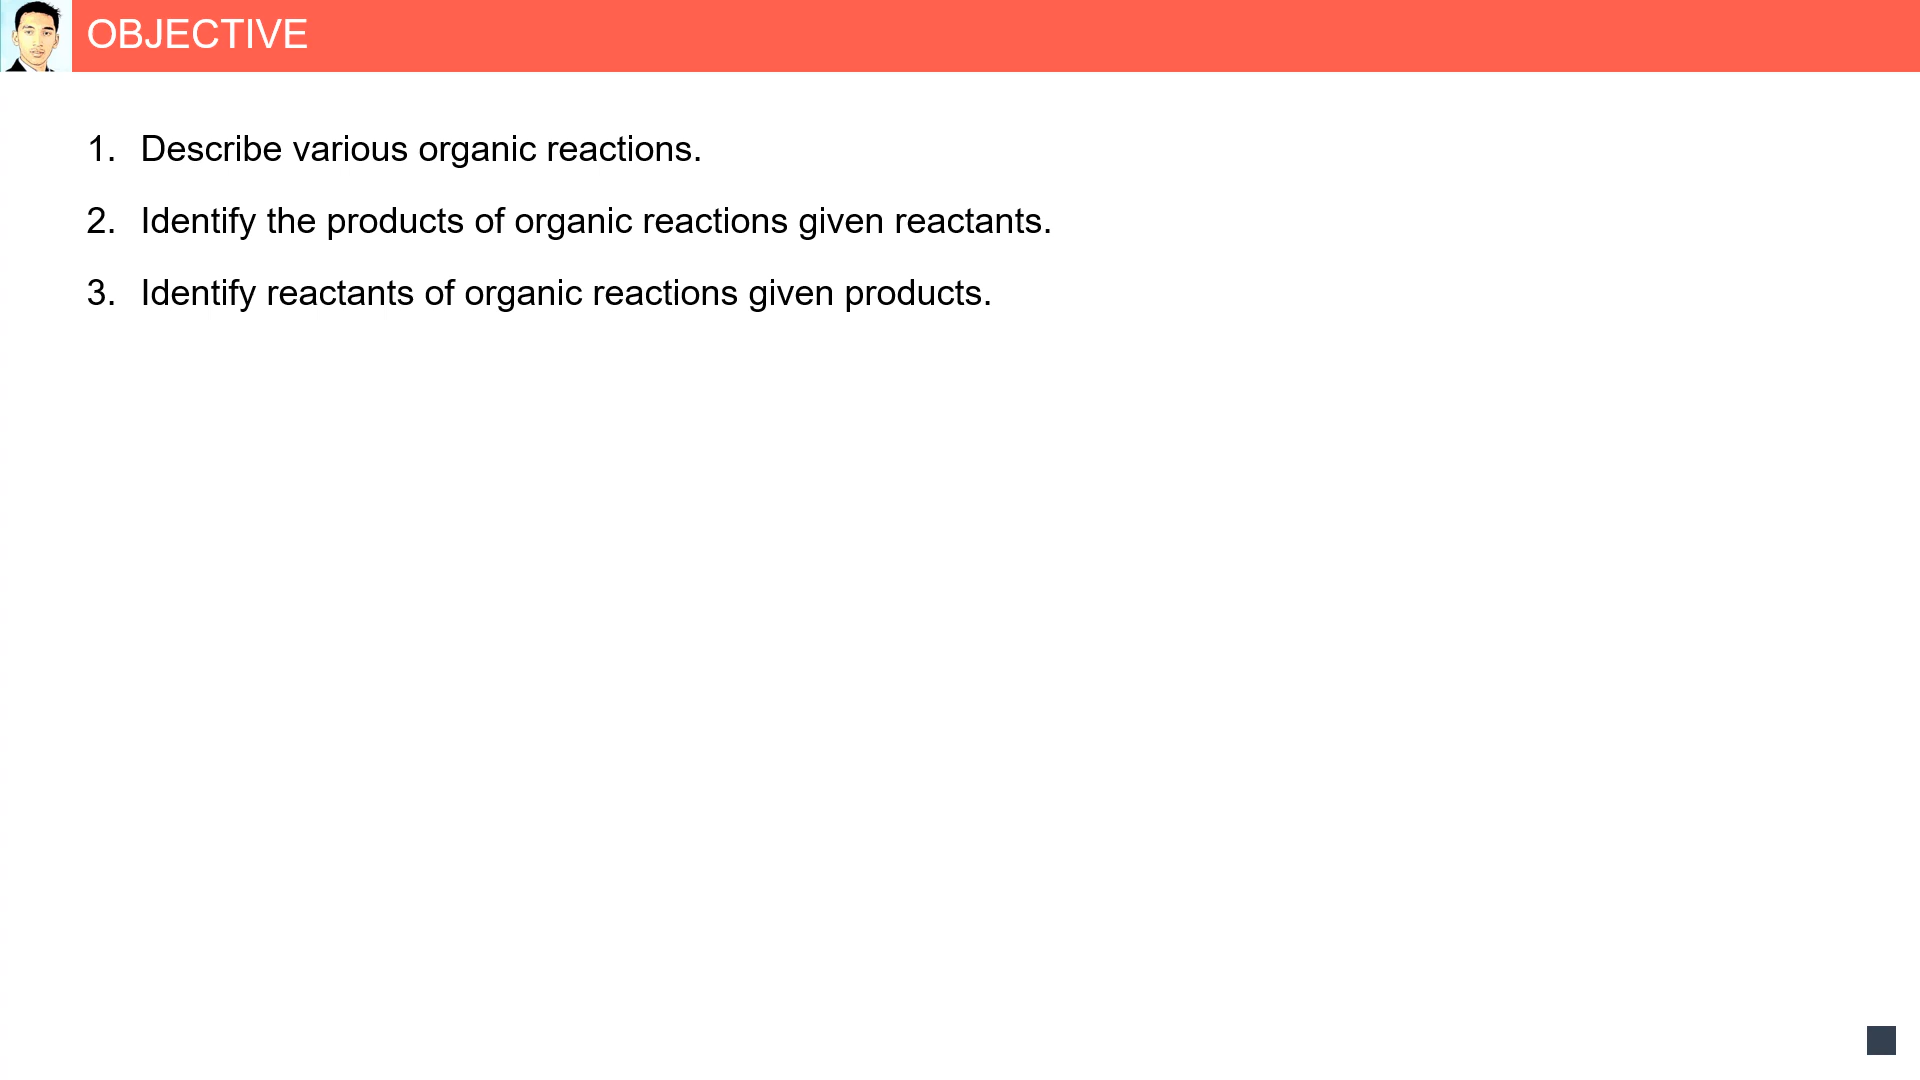 OBJECTIVE
1. Describe various organic reactions.
2. Identify the products of organic reactions given reactants.
3. Identify reactants of organic reactions given products.